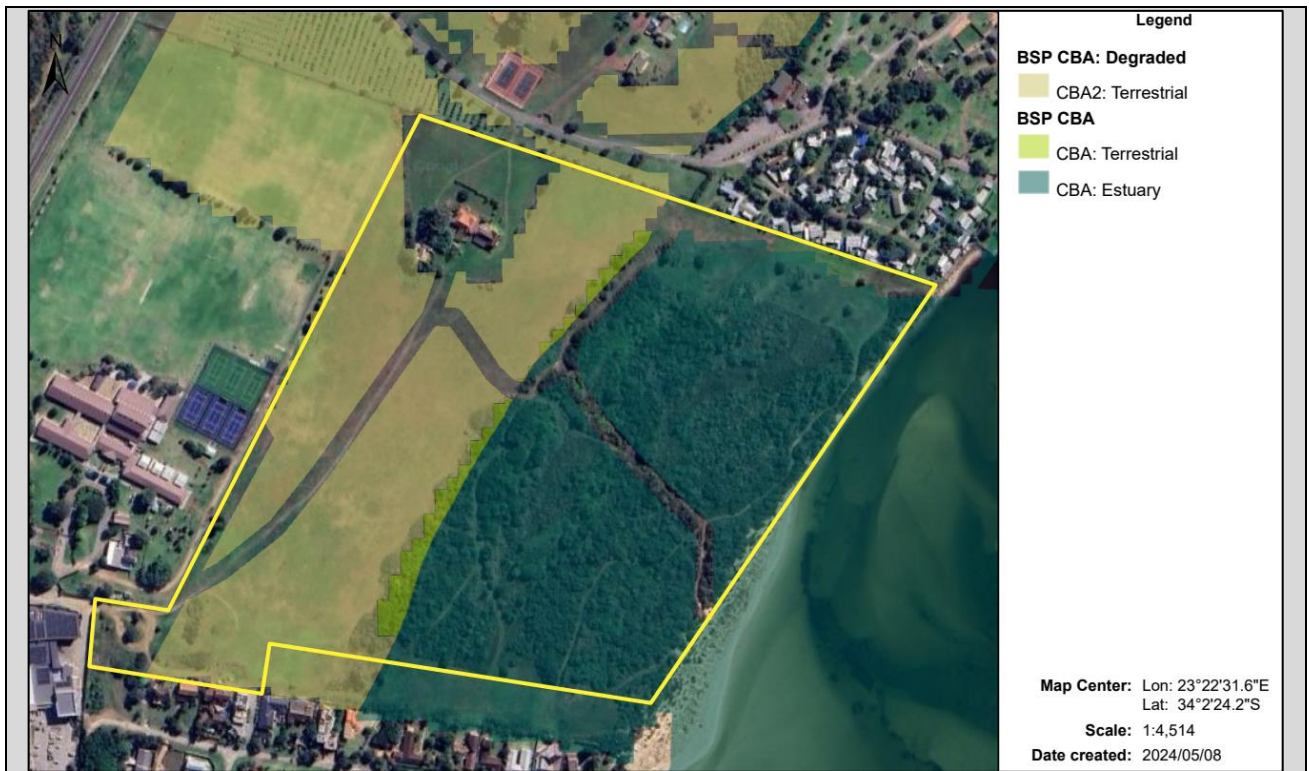 N
Legend
BSP CBA: Degraded
CBA2: Terrestrial
BSP CBA
CBA: Terrestrial
CBA: Estuary
Map Center: Lon: 23°22'31.6"E
Lat: 34°2'24.2"S
Scale: 1:4,514
Date created: 2024/05/08